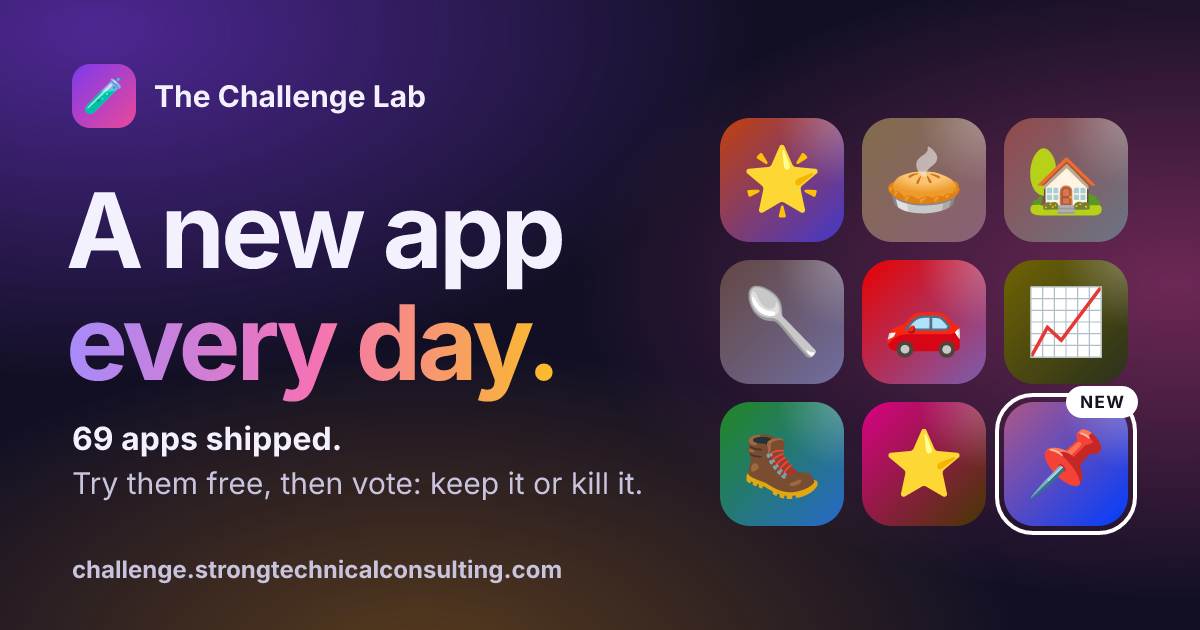 The Challenge Lab
A new app
every day.
69 apps shipped.
Try them free, then vote: keep it or kill it.
challenge.strongtechnicalconsulting.com
NEW